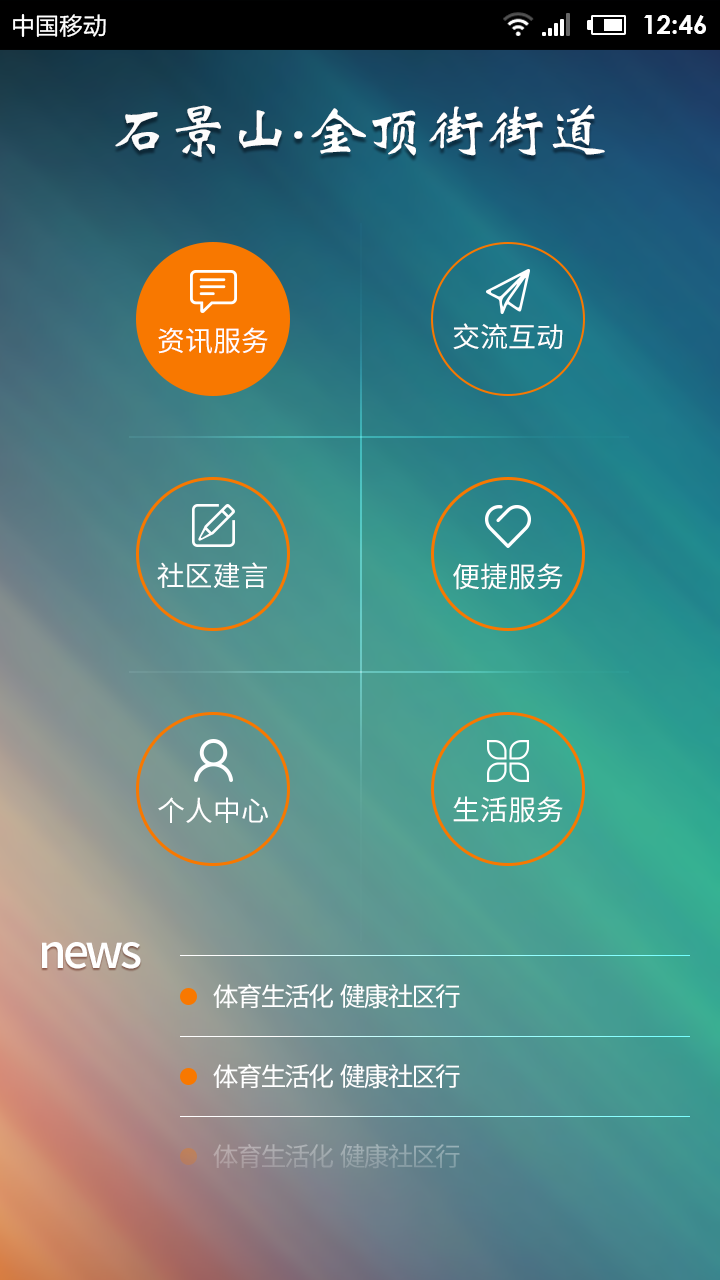 中国移动 12:46
石景山·金顶街街道
资讯服务 交流互动
社区建言 便捷服务
个人中心 生活服务
news
体育生活化 健康社区行
体育生活化 健康社区行
体育生活化 健康社区行